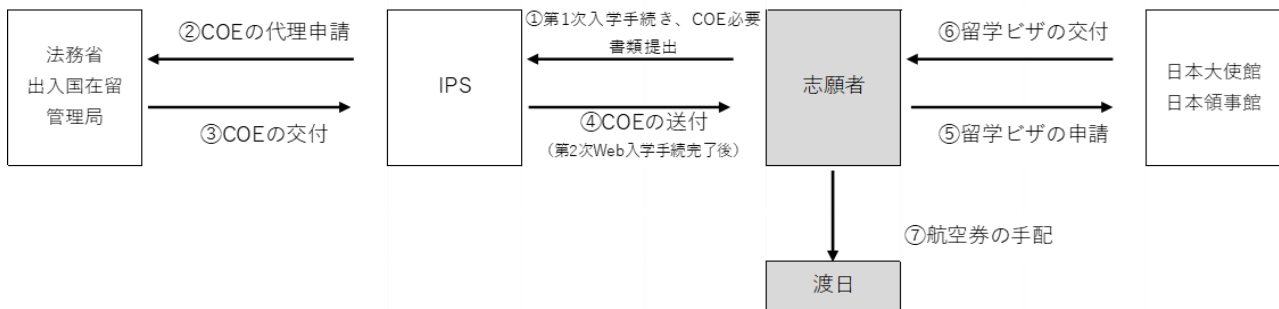 ②COEの代理申請
①第1次入学手続き、COE必要
書類提出
⑥留学ビザの交付
法務省
出入国在留
管理局
IPS
志願者
日本大使館
日本領事館
③COEの交付
④COEの送付
（第2次Web入学手続完了後）
⑤留学ビザの申請
⑦航空券の手配
渡日